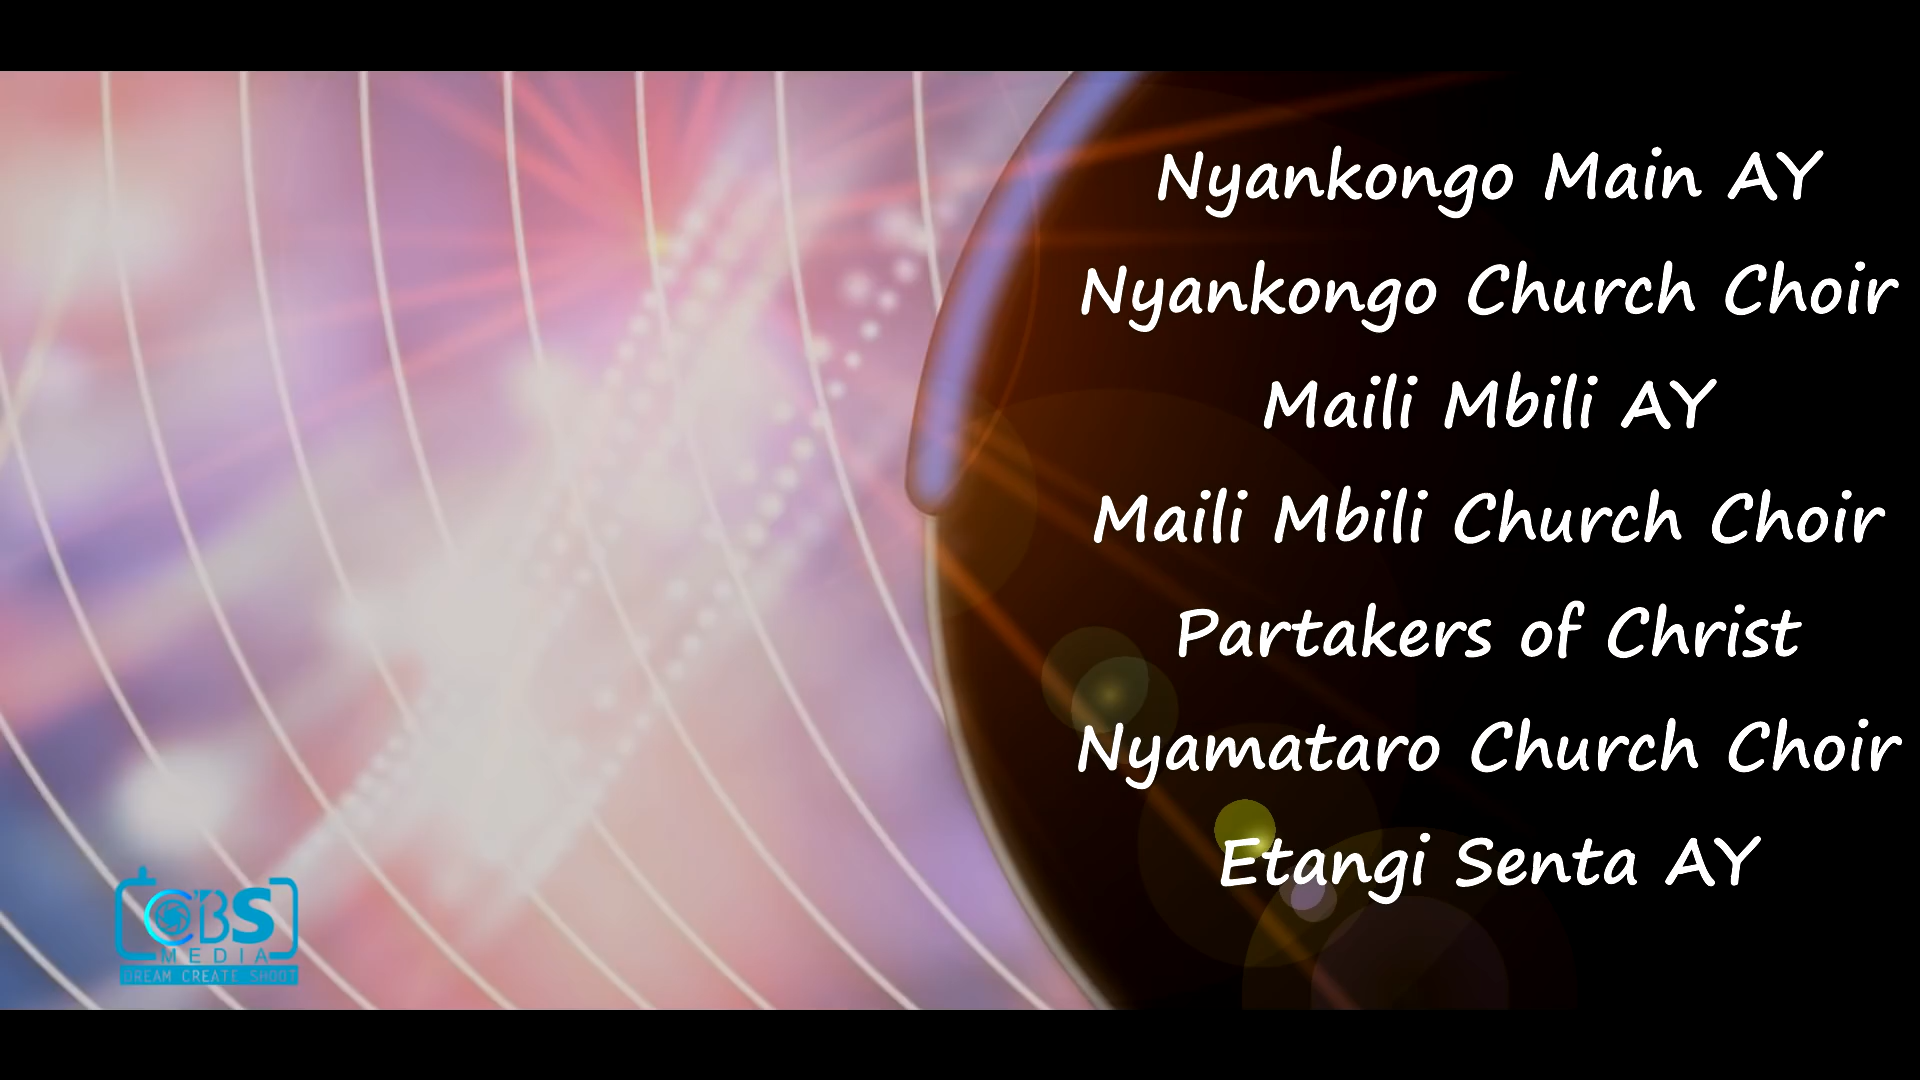 Nyankongo Main AY
Nyankongo Church Choir
Maili Mbili AY
Maili Mbili Church Choir
Partakers of Christ
Nyamataro Church Choir
Etangi Senta AY
CBS
MEDIA
DREAM CREATE SHOOT